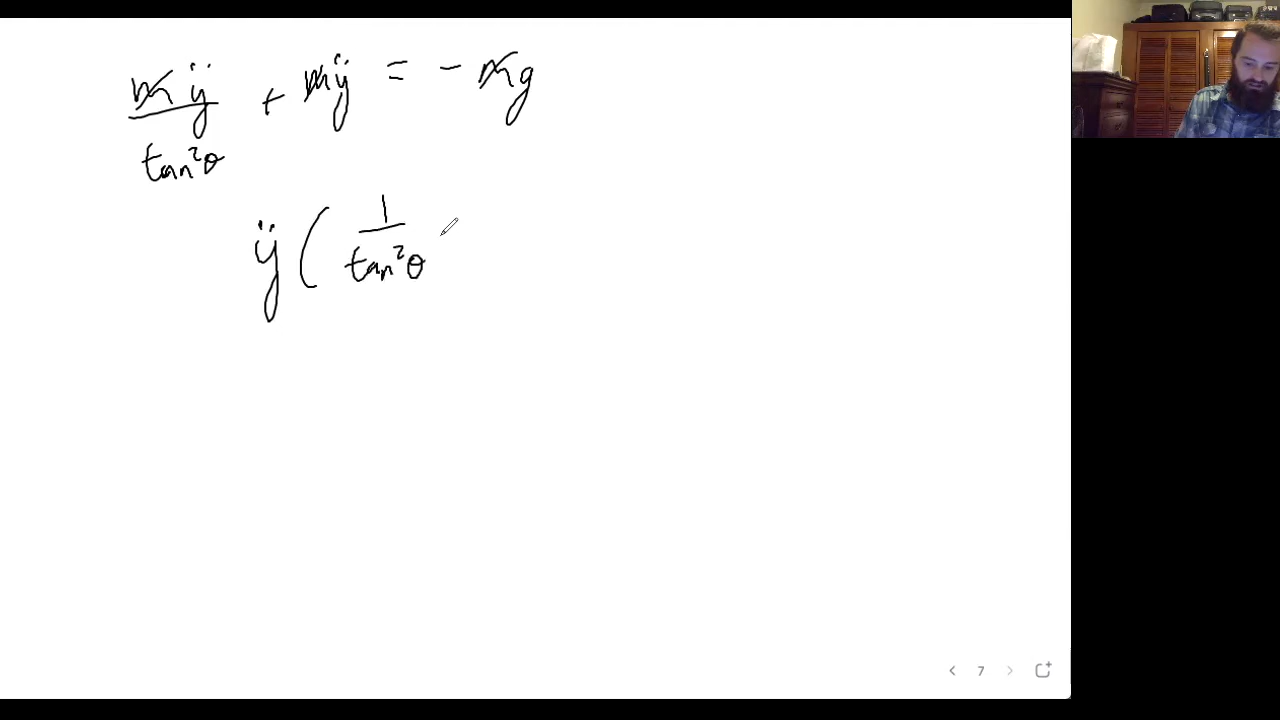 mÿ/tan²θ + mÿ = -mg
ÿ( 1/tan²θ
7